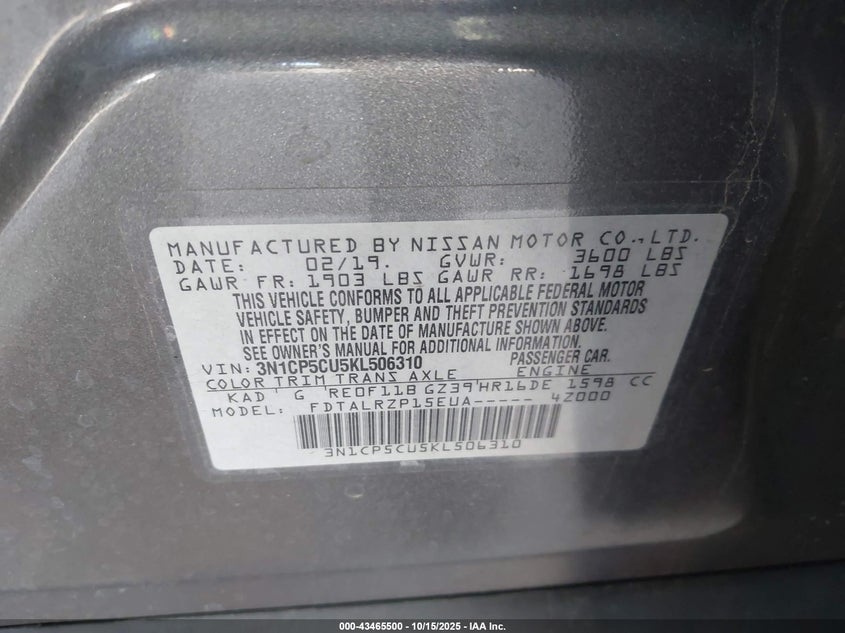 MANUFACTURED BY NISSAN MOTOR CO., LTD.
DATE: 02/19. GVWR: 3600 LBS
GAWR FR: 1903 LBS GAWR RR: 1698 LBS
THIS VEHICLE CONFORMS TO ALL APPLICABLE FEDERAL MOTOR
VEHICLE SAFETY, BUMPER AND THEFT PREVENTION STANDARDS
IN EFFECT ON THE DATE OF MANUFACTURE SHOWN ABOVE.
SEE OWNER'S MANUAL FOR ADDITIONAL INFORMATION.
VIN: 3N1CP5CU5KL506310 PASSENGER CAR.
COLOR TRIM TRANS AXLE ENGINE
KAD G RE0F11B GZ39 HR16DE 1598 CC
MODEL: FDTALRZP15EUA----- 4Z000
3N1CP5CU5KL506310
000-43465500 - 10/15/2025 - IAA Inc.